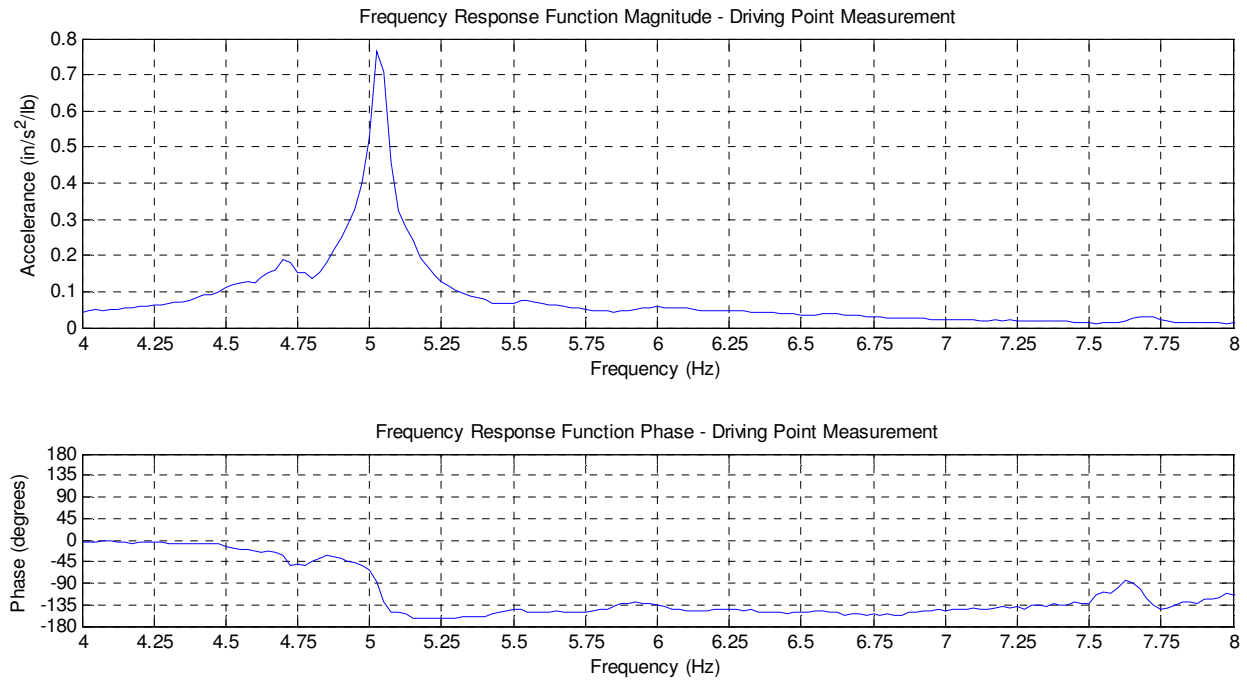 Frequency Response Function Magnitude - Driving Point Measurement
Accelerance (in/s²/lb)
0.8
0.7
0.6
0.5
0.4
0.3
0.2
0.1
0
4 4.25 4.5 4.75 5 5.25 5.5 5.75 6 6.25 6.5 6.75 7 7.25 7.5 7.75 8
Frequency (Hz)
Frequency Response Function Phase - Driving Point Measurement
Phase (degrees)
180
135
90
45
0
-45
-90
-135
-180
4 4.25 4.5 4.75 5 5.25 5.5 5.75 6 6.25 6.5 6.75 7 7.25 7.5 7.75 8
Frequency (Hz)